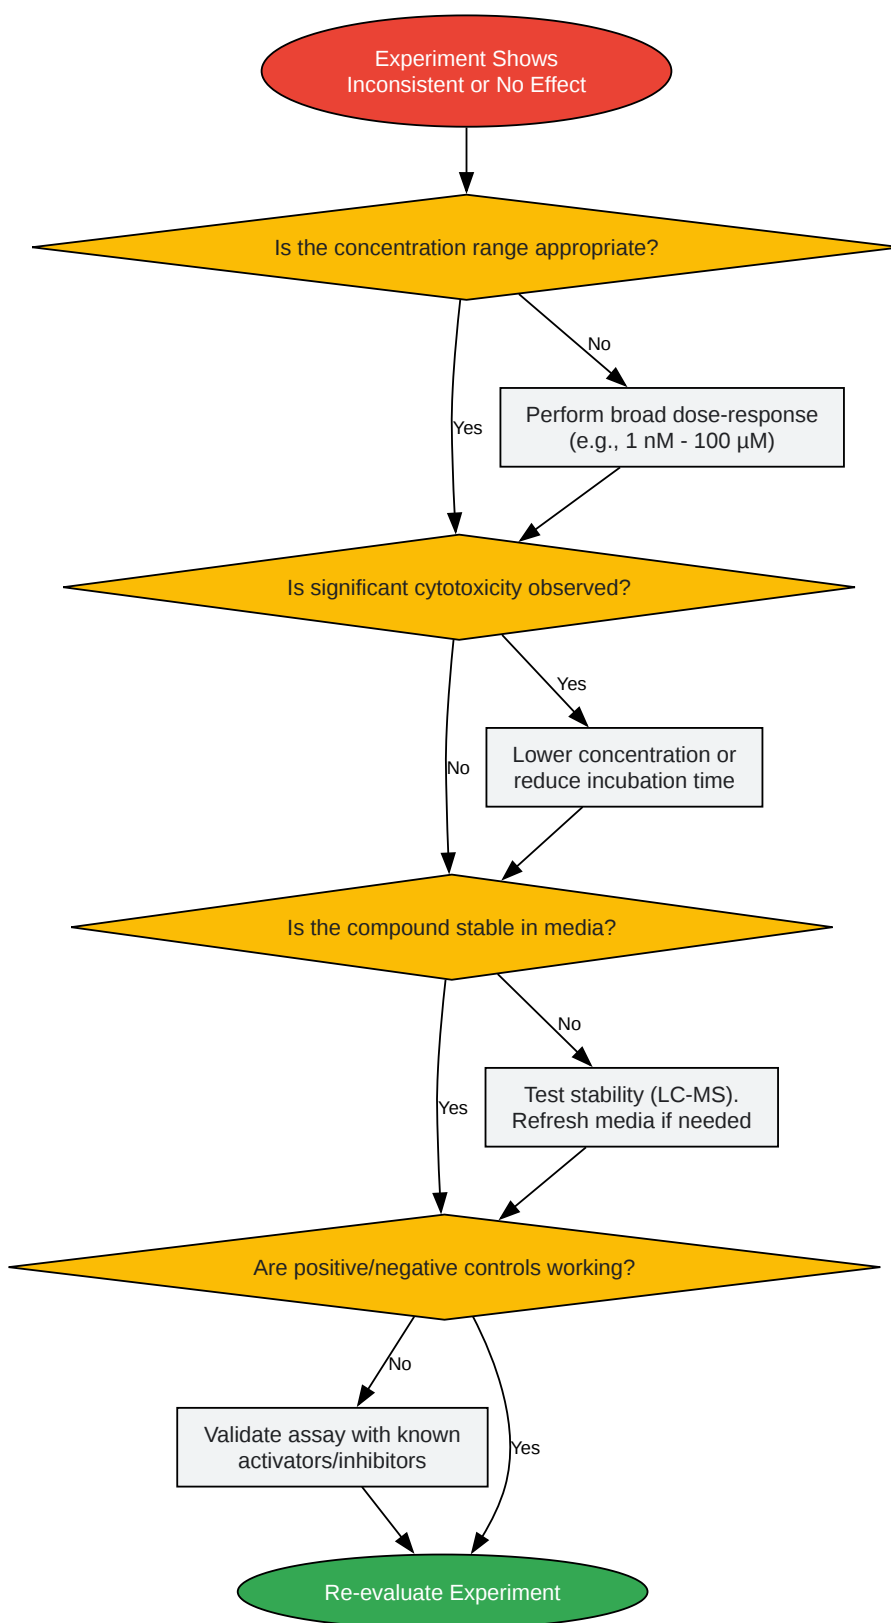 Experiment Shows
Inconsistent or No Effect
Is the concentration range appropriate?
No
Perform broad dose-response
(e.g., 1 nM - 100 µM)
Yes
Is significant cytotoxicity observed?
Yes
Lower concentration or
reduce incubation time
No
Is the compound stable in media?
No
Test stability (LC-MS).
Refresh media if needed
Yes
Are positive/negative controls working?
No
Validate assay with known
activators/inhibitors
Yes
Re-evaluate Experiment